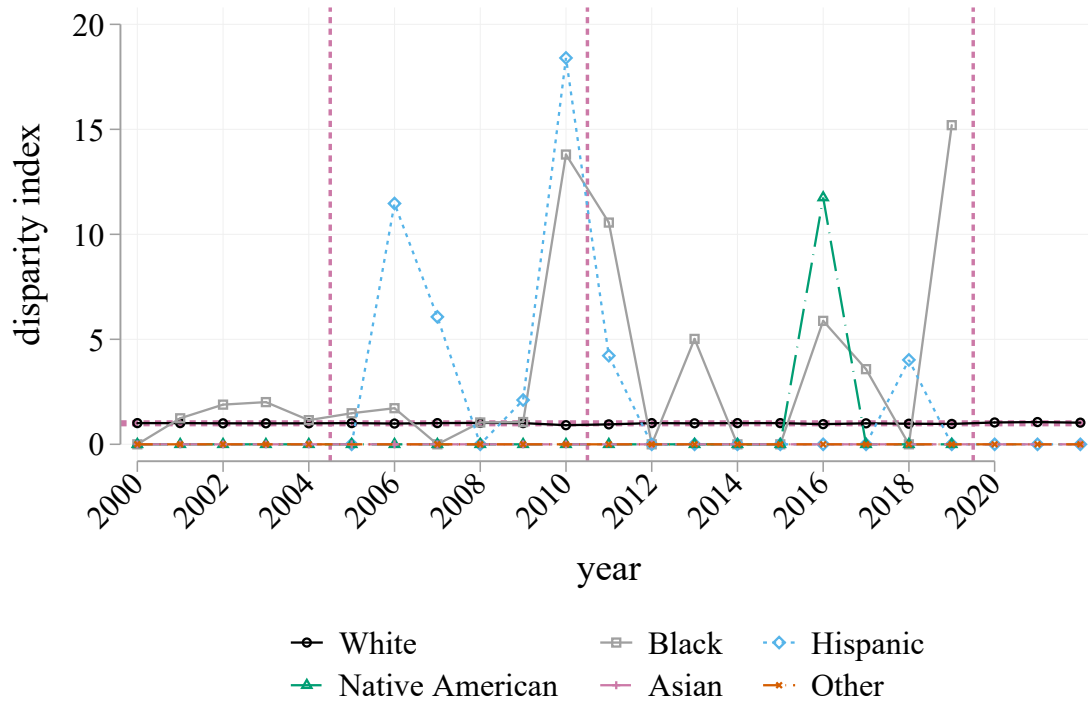 20
15
10
5
0
disparity index
2000 2002 2004 2006 2008 2010 2012 2014 2016 2018 2020
year
White Black Hispanic
Native American Asian Other